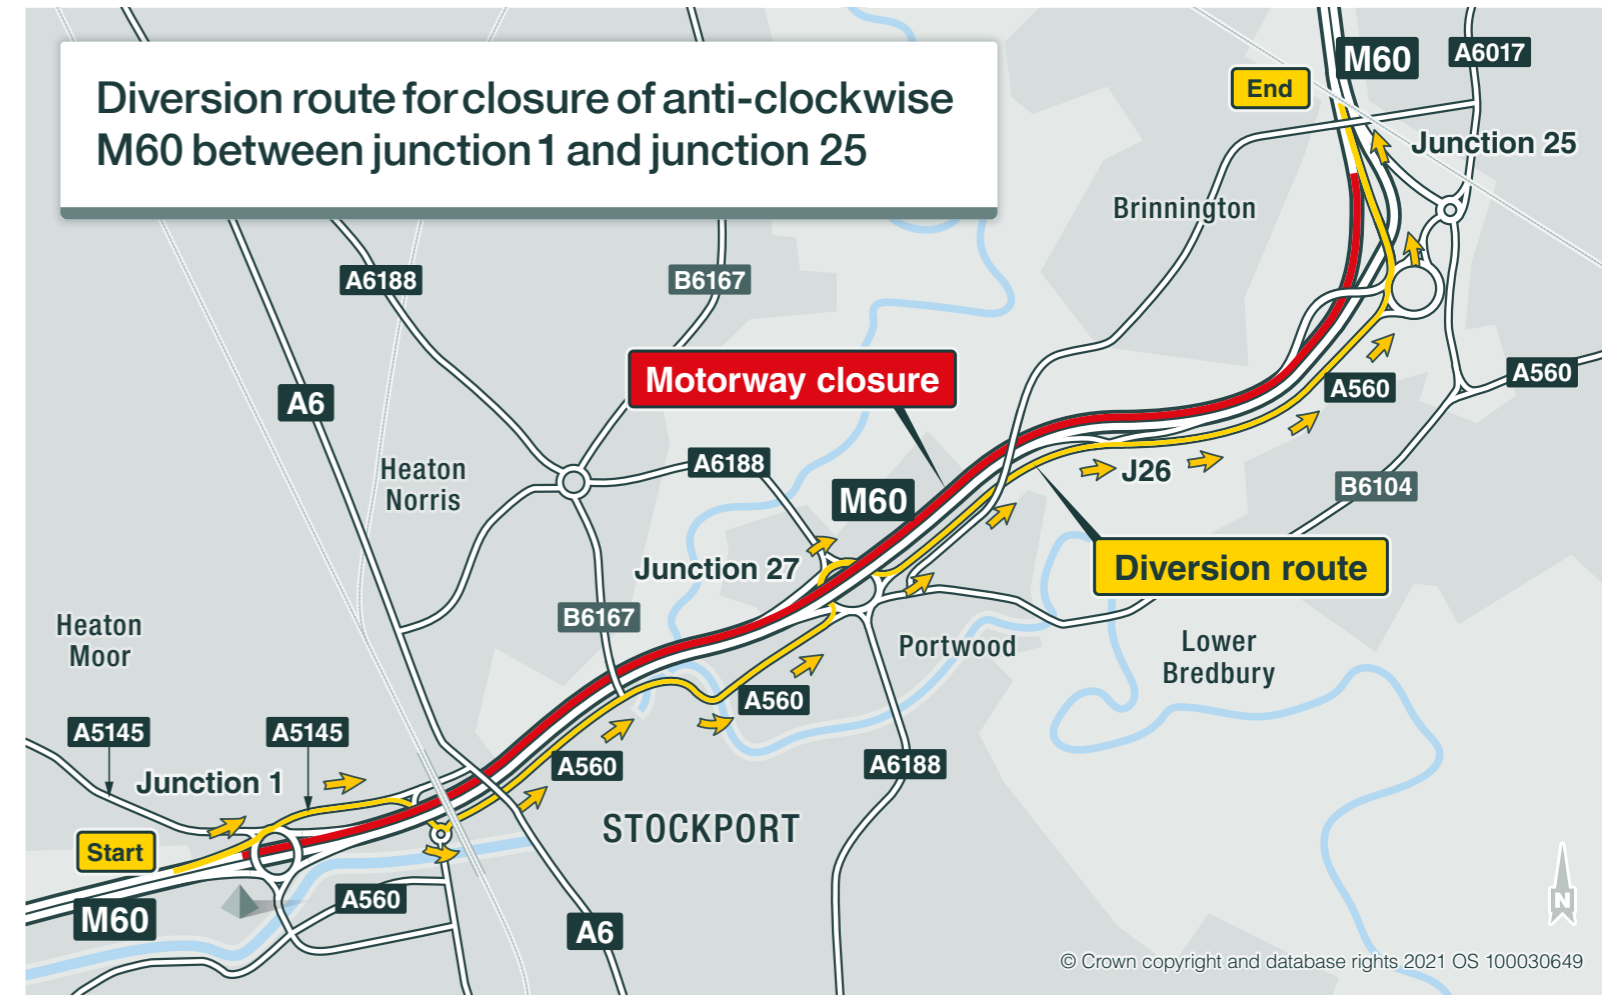 Diversion route for closure of anti-clockwise
M60 between junction 1 and junction 25
M60
A6017
End
Junction 25
Brinnington
A6188
B6167
Motorway closure
A560
A560
A6
Heaton
Norris
A6188
J26
M60
B6104
Junction 27
Diversion route
B6167
Heaton
Moor
Portwood
Lower
Bredbury
A560
A5145
A5145
A560
A6188
Junction 1
STOCKPORT
Start
A560
M60
A6
N
© Crown copyright and database rights 2021 OS 100030649